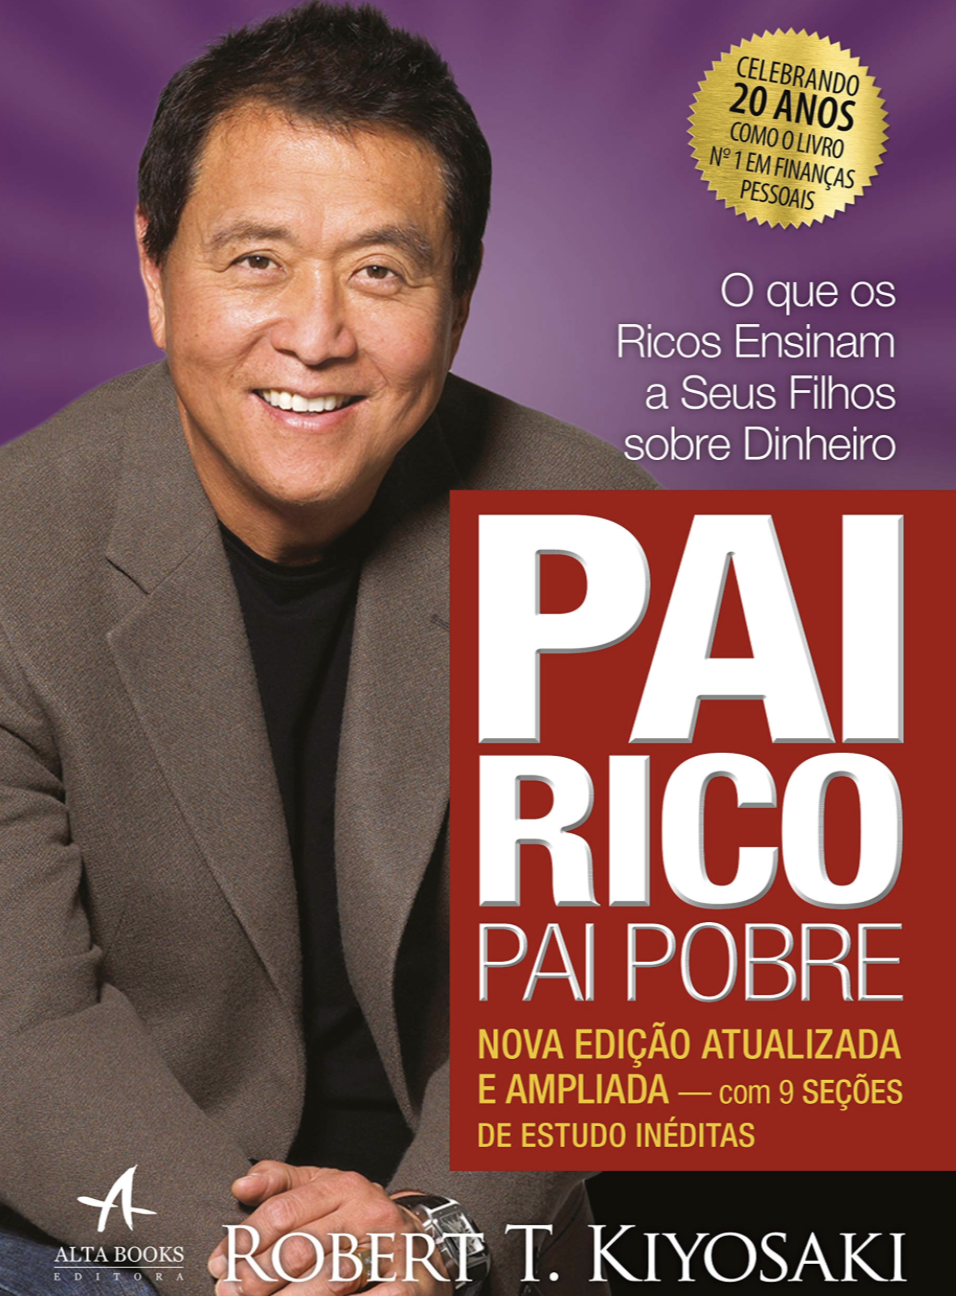 CELEBRANDO
20 ANOS
COMO O LIVRO
Nº 1 EM FINANÇAS
PESSOAIS
O que os
Ricos Ensinam
a Seus Filhos
sobre Dinheiro
PAI
RICO
PAI POBRE
NOVA EDIÇÃO ATUALIZADA
E AMPLIADA — com 9 SEÇÕES
DE ESTUDO INÉDITAS
ALTA BOOKS
EDITORA
ROBERT T. KIYOSAKI